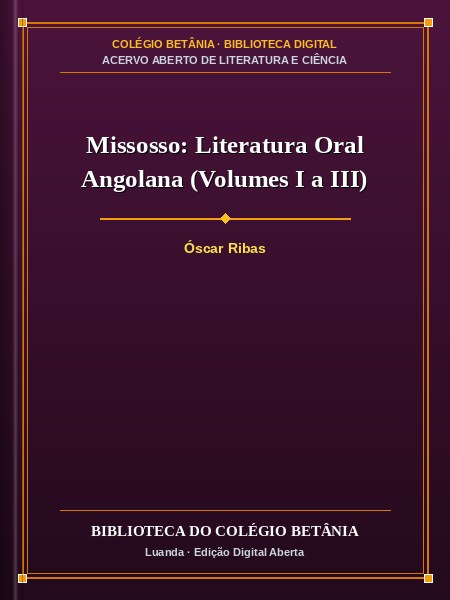 COLÉGIO BETÂNIA · BIBLIOTECA DIGITAL
ACERVO ABERTO DE LITERATURA E CIÊNCIA
Missosso: Literatura Oral
Angolana (Volumes I a III)
Óscar Ribas
BIBLIOTECA DO COLÉGIO BETÂNIA
Luanda · Edição Digital Aberta